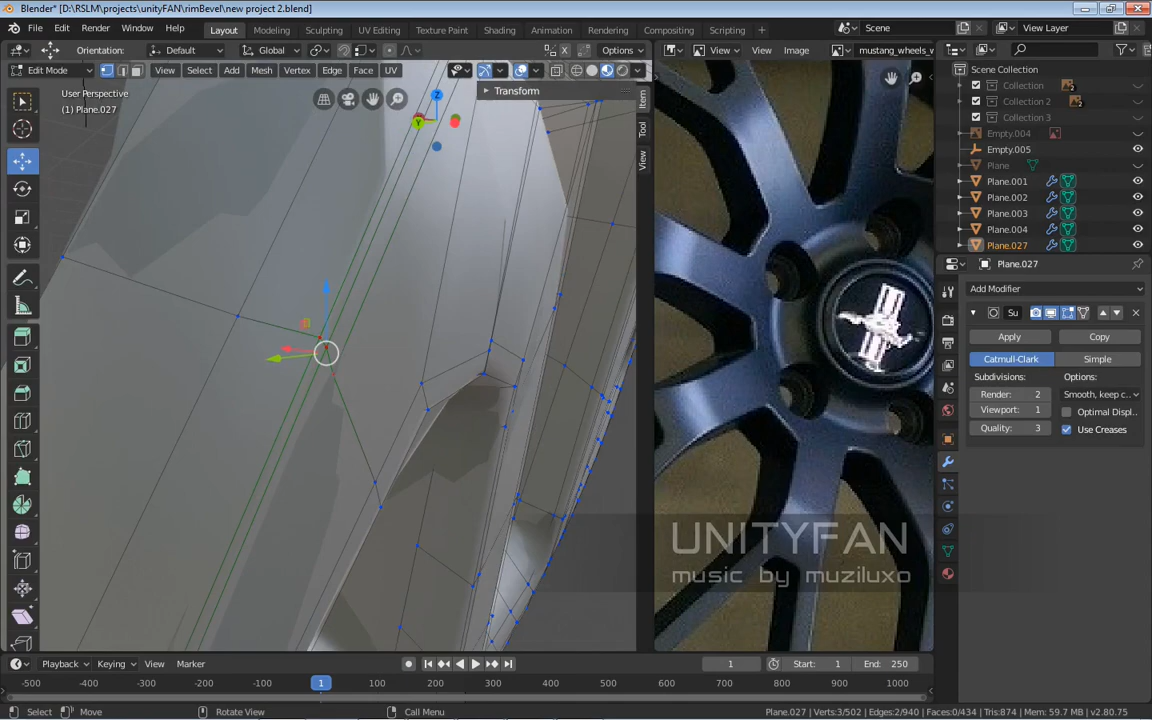 Blender* [D:\RSLM\projects\unityFAN\rimBevel\new project 2.blend]
File Edit Render Window Help Layout Modeling Sculpting UV Editing Texture Paint Shading Animation Rendering Compositing Scripting + Scene View Layer
Orientation: Default Global X Options View View Image mustang_wheels_w
Edit Mode View Select Add Mesh Vertex Edge Face UV
User Perspective
(1) Plane.027
Transform
Item
Tool
View
Z
Y
Scene Collection
Collection 2
Collection 2 2
Collection 3
Empty.004
Empty.005
Plane
Plane.001
Plane.002
Plane.003
Plane.004
Plane.027
Plane.027
Add Modifier
Su
Apply Copy
Catmull-Clark Simple
Subdivisions: Options:
Render: 2 Smooth, keep c..
Viewport: 1 Optimal Displ..
Quality: 3 Use Creases
UNITYFAN
music by muziluxo
Playback Keying View Marker 1 Start: 1 End: 250
-500 -400 -300 -200 -100 1 100 200 300 400 500 600 700 800 900 1000
Select Move Rotate View Call Menu Plane.027 | Verts:3/502 | Edges:2/940 | Faces:0/434 | Tris:874 | Mem: 59.7 MB | v2.80.75